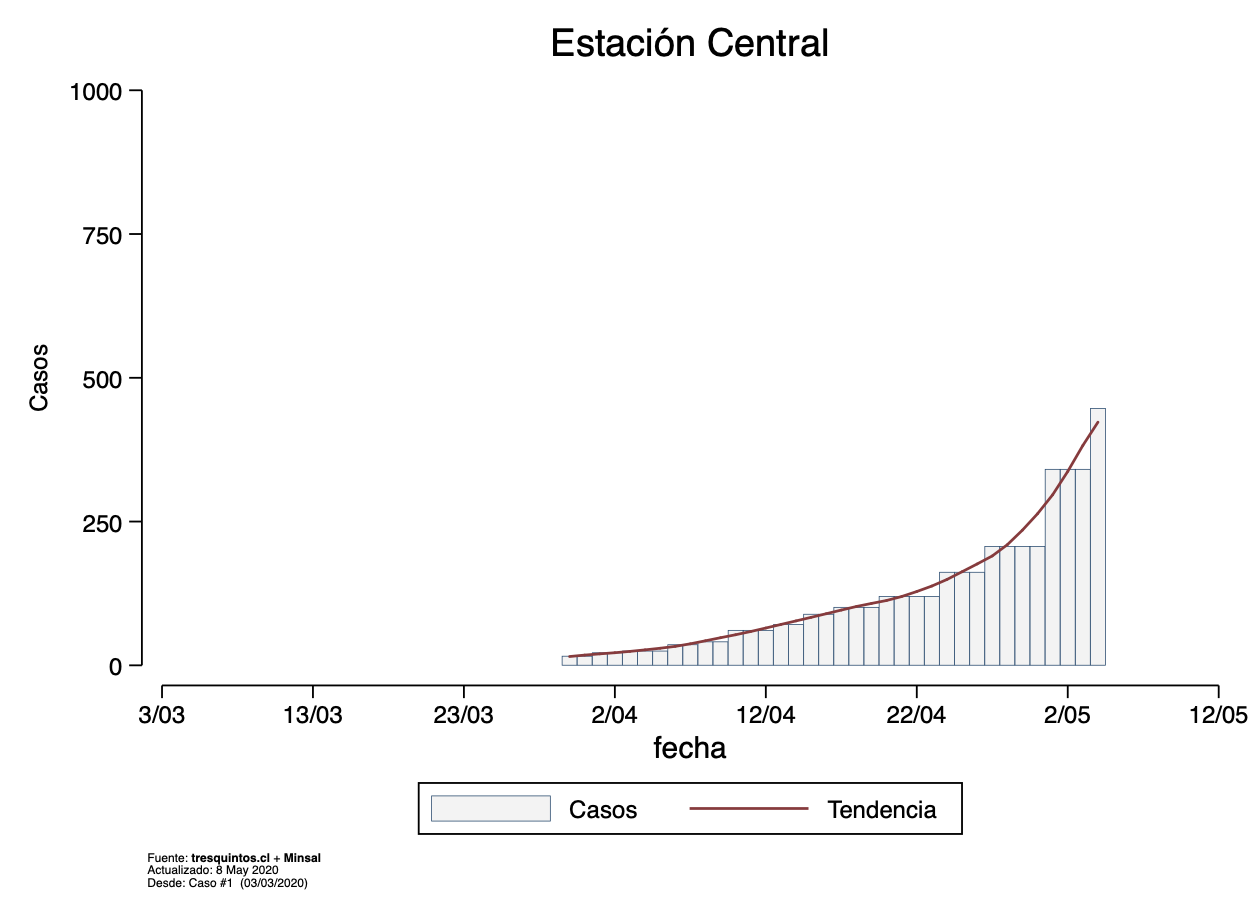 Estación Central
1000
750
500
250
0
Casos
3/03 13/03 23/03 2/04 12/04 22/04 2/05 12/05
fecha
Casos Tendencia
Fuente: tresquintos.cl + Minsal
Actualizado: 8 May 2020
Desde: Caso #1 (03/03/2020)